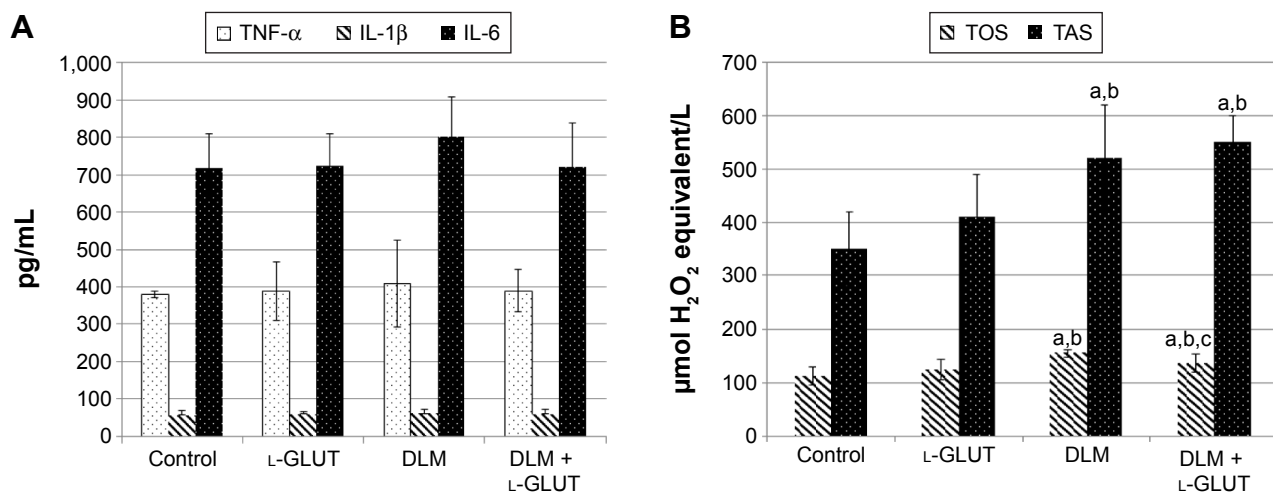 A
TNF-α IL-1β IL-6
1,000
900
800
700
600
500
400
300
200
100
0
pg/mL
Control L-GLUT DLM DLM +
L-GLUT
B
TOS TAS
700
600
500
400
300
200
100
0
μmol H₂O₂ equivalent/L
a,b
a,b
a,b
a,b,c
Control L-GLUT DLM DLM +
L-GLUT